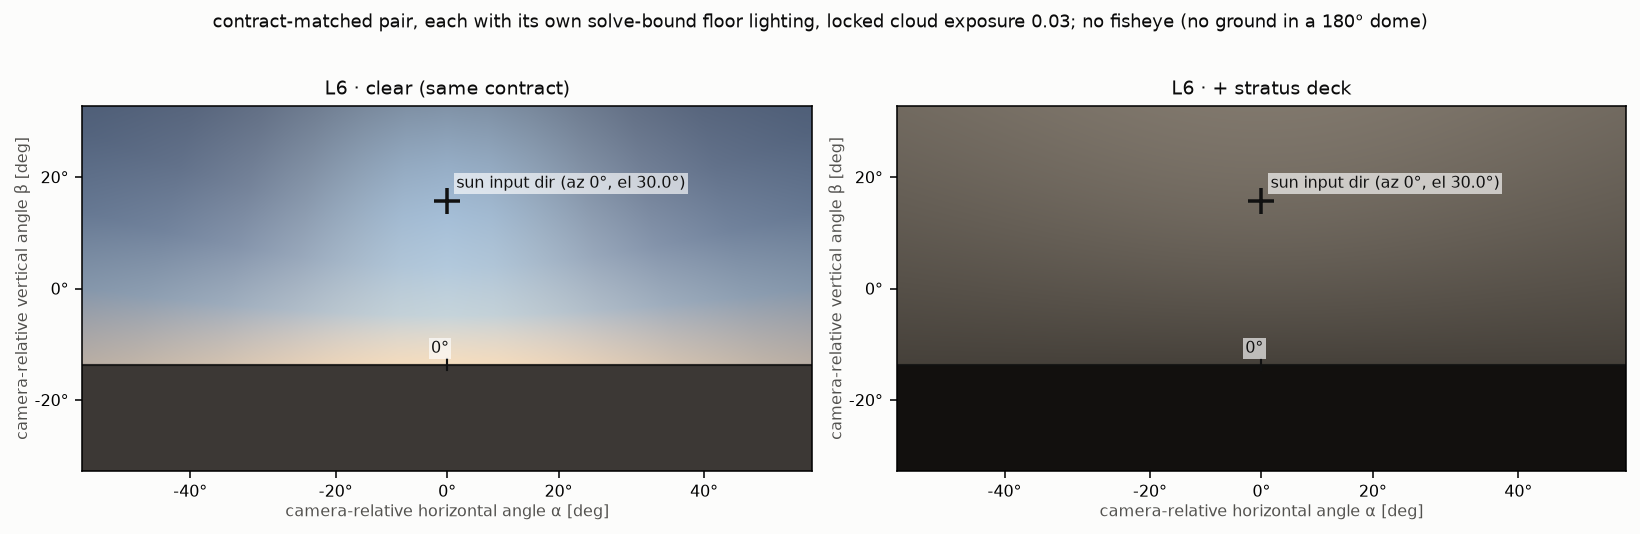 contract-matched pair, each with its own solve-bound floor lighting, locked cloud exposure 0.03; no fisheye (no ground in a 180° dome)
L6 · clear (same contract)
camera-relative vertical angle β [deg]
20°
0°
-20°
sun input dir (az 0°, el 30.0°)
0°
-40°
-20°
0°
20°
40°
camera-relative horizontal angle α [deg]
L6 · + stratus deck
camera-relative vertical angle β [deg]
20°
0°
-20°
sun input dir (az 0°, el 30.0°)
0°
-40°
-20°
0°
20°
40°
camera-relative horizontal angle α [deg]